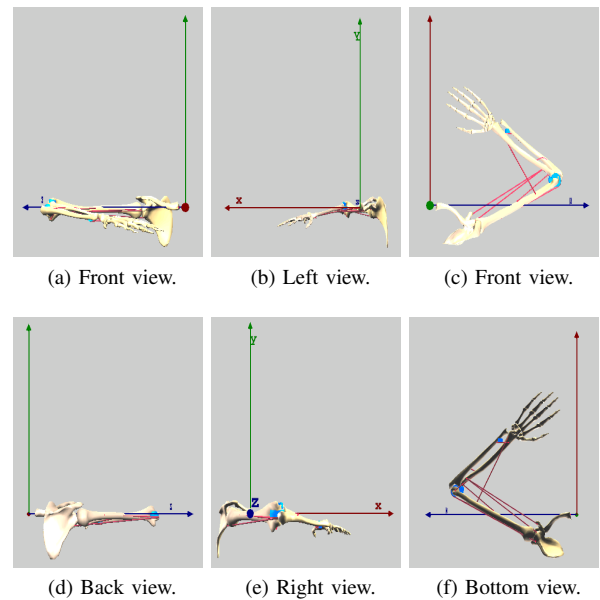 Y
x
(a) Front view.
(b) Left view.
(c) Front view.
y
Z
x
(d) Back view.
(e) Right view.
(f) Bottom view.